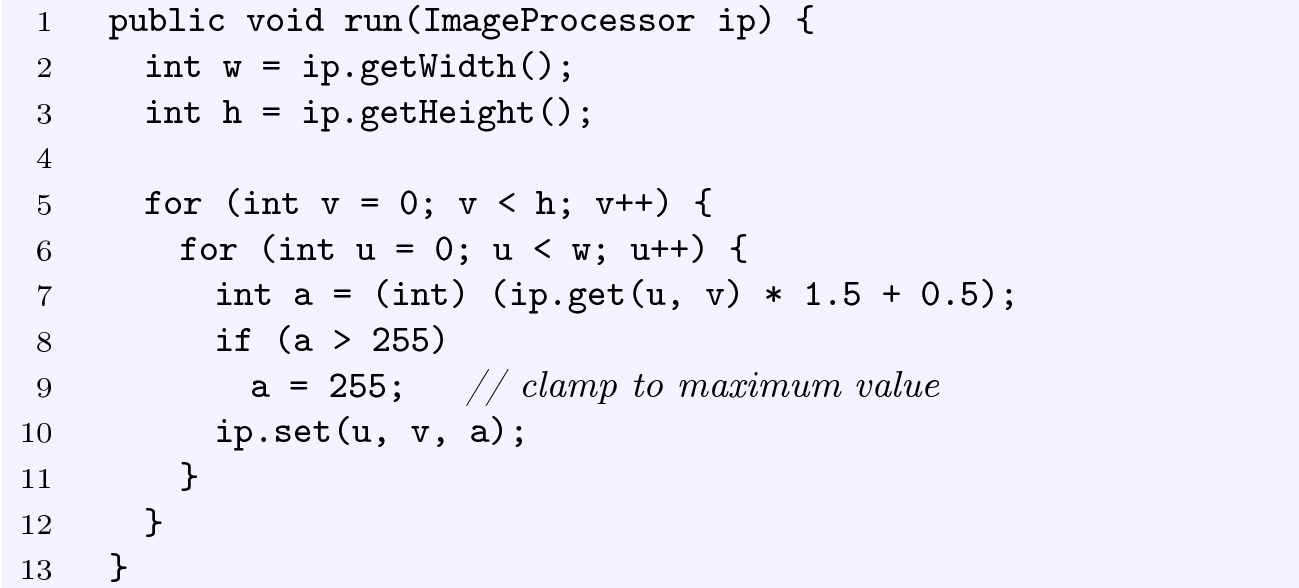 1 public void run(ImageProcessor ip) {
2 int w = ip.getWidth();
3 int h = ip.getHeight();
4
5 for (int v = 0; v < h; v++) {
6 for (int u = 0; u < w; u++) {
7 int a = (int) (ip.get(u, v) * 1.5 + 0.5);
8 if (a > 255)
9 a = 255; // clamp to maximum value
10 ip.set(u, v, a);
11 }
12 }
13 }